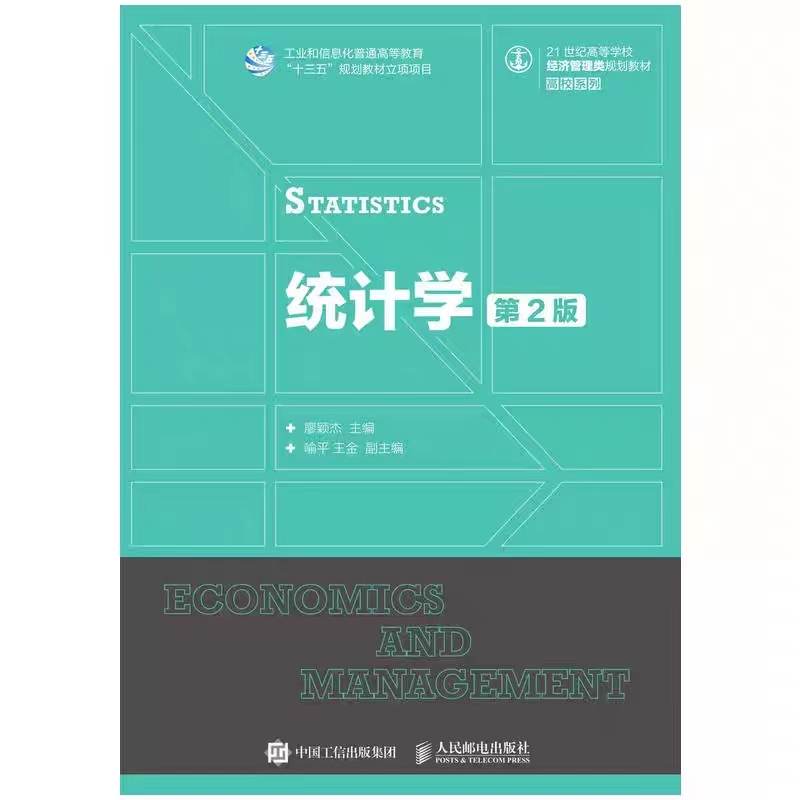 工业和信息化普通高等教育
“十三五”规划教材立项项目
21世纪高等学校
经济管理类规划教材
高校系列
STATISTICS
统计学 第2版
廖颖杰 主编
喻平 王金 副主编
ECONOMICS
AND
MANAGEMENT
中国工信出版集团
人民邮电出版社
POSTS & TELECOM PRESS